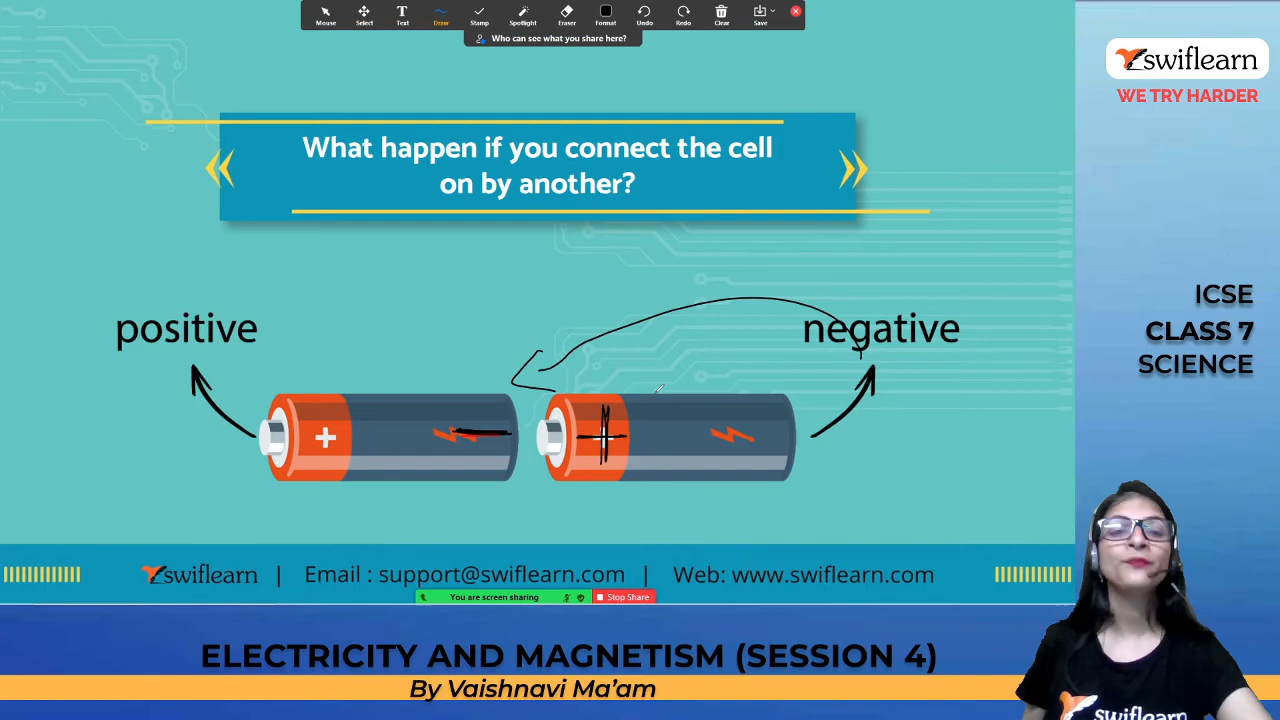 Mouse Select Text Draw Stamp Spotlight Eraser Format Undo Redo Clear Save
Who can see what you share here?
swiflearn
WE TRY HARDER
What happen if you connect the cell
on by another?
ICSE
CLASS 7
SCIENCE
positive
negative
+
+
swiflearn | Email : support@swiflearn.com | Web: www.swiflearn.com
You are screen sharing Stop Share
ELECTRICITY AND MAGNETISM (SESSION 4)
By Vaishnavi Ma'am
swiflearn